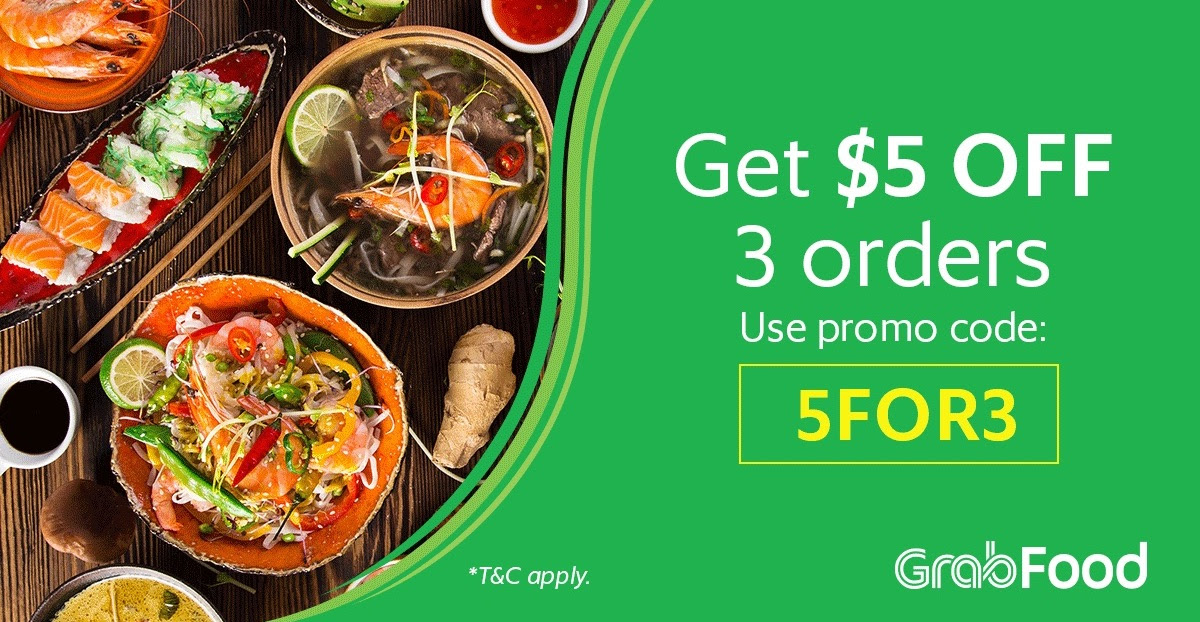 Get $5 OFF
3 orders
Use promo code:
5FOR3
*T&C apply.
GrabFood